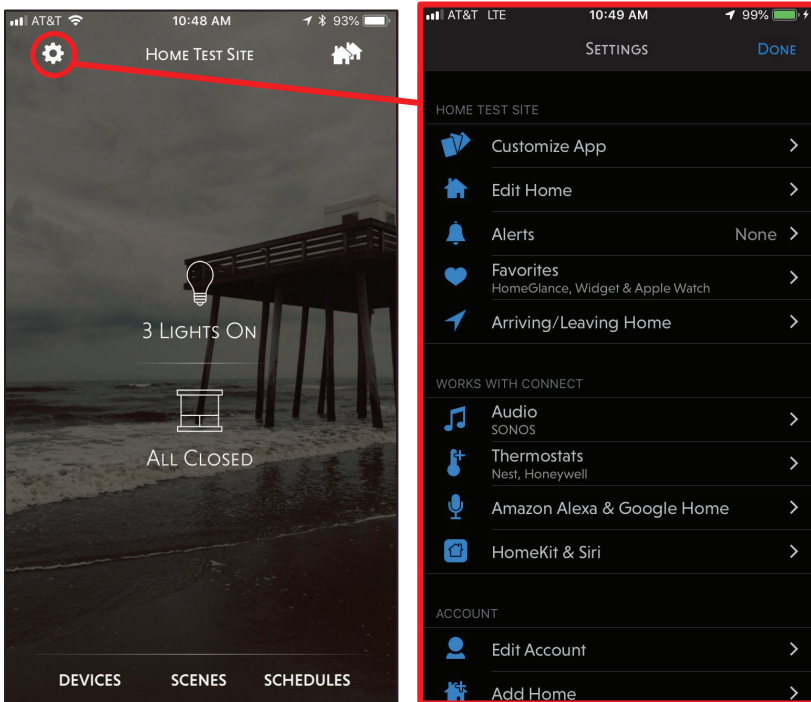 AT&T 10:48 AM 93%
Home Test Site
3 Lights On
All Closed
DEVICES SCENES SCHEDULES
AT&T LTE 10:49 AM 99%
Settings Done
HOME TEST SITE
Customize App
Edit Home
Alerts None
Favorites
HomeGlance, Widget & Apple Watch
Arriving/Leaving Home
WORKS WITH CONNECT
Audio
SONOS
Thermostats
Nest, Honeywell
Amazon Alexa & Google Home
HomeKit & Siri
ACCOUNT
Edit Account
Add Home